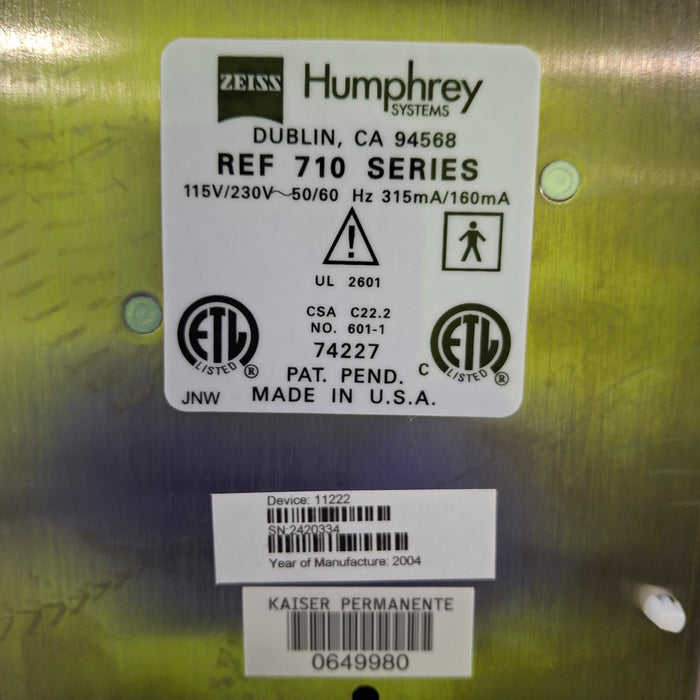 ZEISS Humphrey
SYSTEMS
DUBLIN, CA 94568
REF 710 SERIES
115V/230V~50/60 Hz 315mA/160mA
UL 2601
CSA C22.2
NO. 601-1
74227
ETL
LISTED ®
C ETL
LISTED ®
PAT. PEND.
JNW MADE IN U.S.A.
Device: 11222
SN:2420334
Year of Manufacture: 2004
KAISER PERMANENTE
0649980